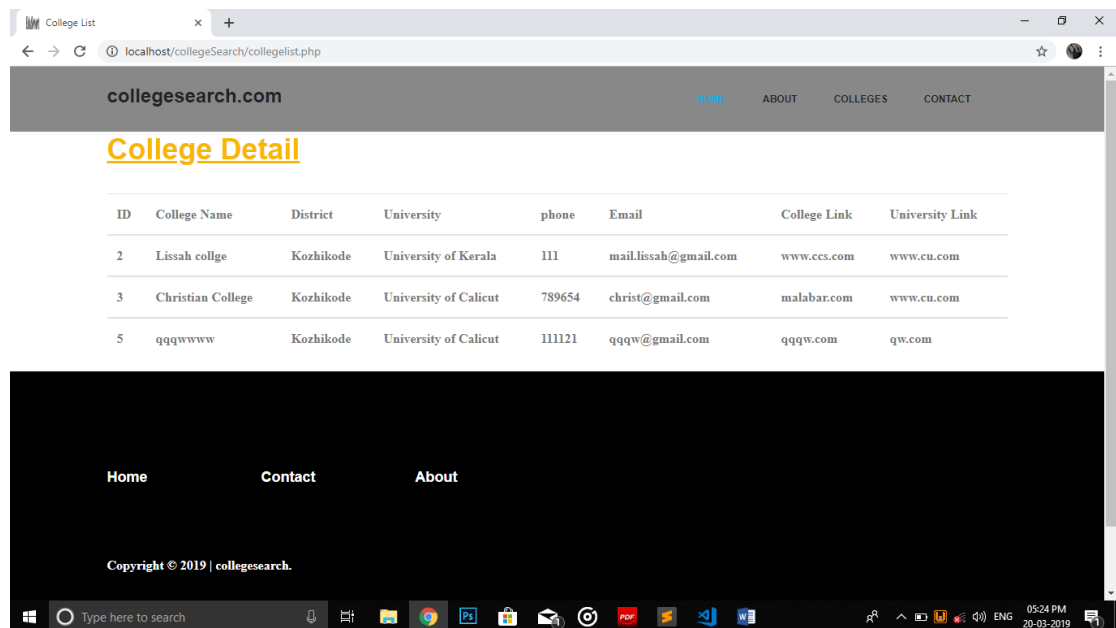 College List
localhost/collegeSearch/collegelist.php
collegesearch.com
HOME ABOUT COLLEGES CONTACT
College Detail
ID College Name District University phone Email College Link University Link
2 Lissah collge Kozhikode University of Kerala 111 mail.lissah@gmail.com www.ccs.com www.cu.com
3 Christian College Kozhikode University of Calicut 789654 christ@gmail.com malabar.com www.cu.com
5 qqqwwww Kozhikode University of Calicut 111121 qqqw@gmail.com qqqw.com qw.com
Home Contact About
Copyright © 2019 | collegesearch.
Type here to search Ps PDF ENG 05:24 PM
20-03-2019